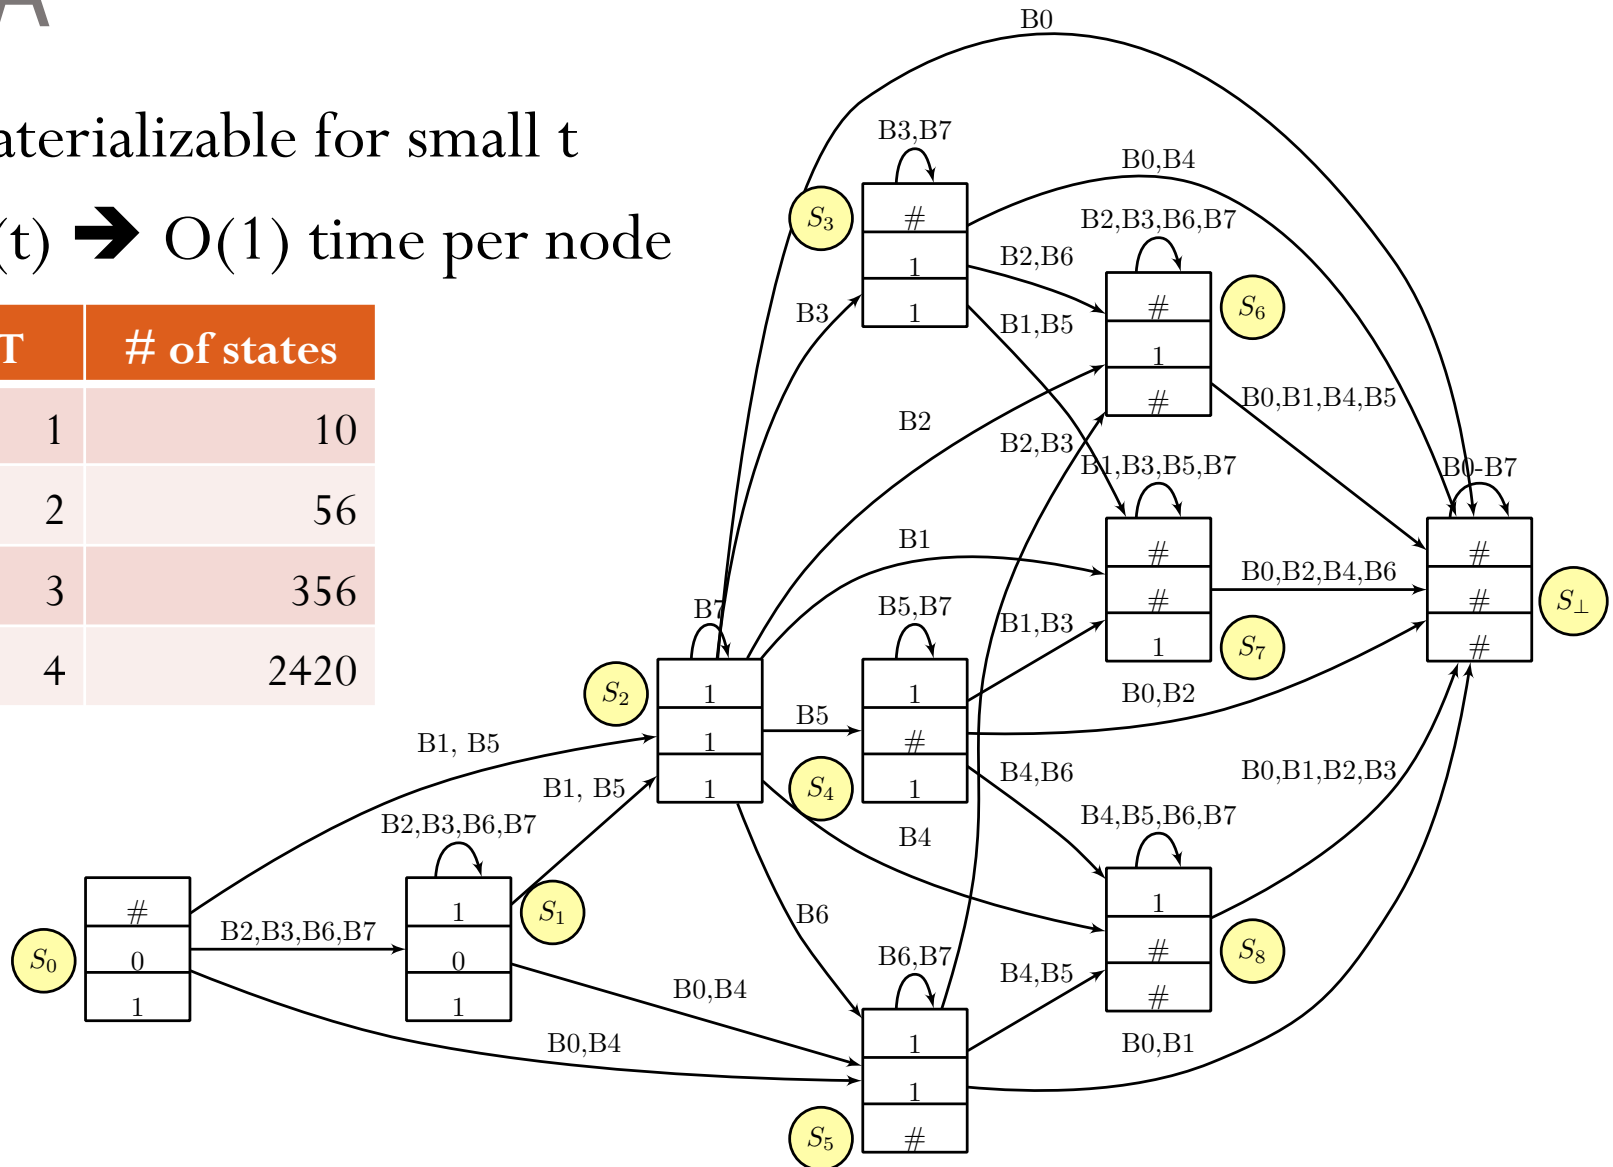 A
B0
aterializable for small t
B3,B7
B0,B4
S3
#
1
1
B2,B3,B6,B7
B2,B6
(t) ➔ O(1) time per node
B3
B1,B5
#
1
#
S6
T # of states
1 10
2 56
3 356
4 2420
B0,B1,B4,B5
B2
B2,B3
B1,B3,B5,B7
B0-B7
B1
#
#
1
S7
B0,B2,B4,B6
#
#
#
S⊥
B7
B5,B7
B1,B3
S2
1
1
1
B5
1
#
1
S4
B0,B2
B1, B5
B1, B5
B4,B6
B0,B1,B2,B3
B2,B3,B6,B7
B4
B4,B5,B6,B7
S0
#
0
1
B2,B3,B6,B7
1
0
1
S1
B6
1
#
#
S8
B6,B7
B4,B5
B0,B4
B0,B4
1
1
#
S5
B0,B1